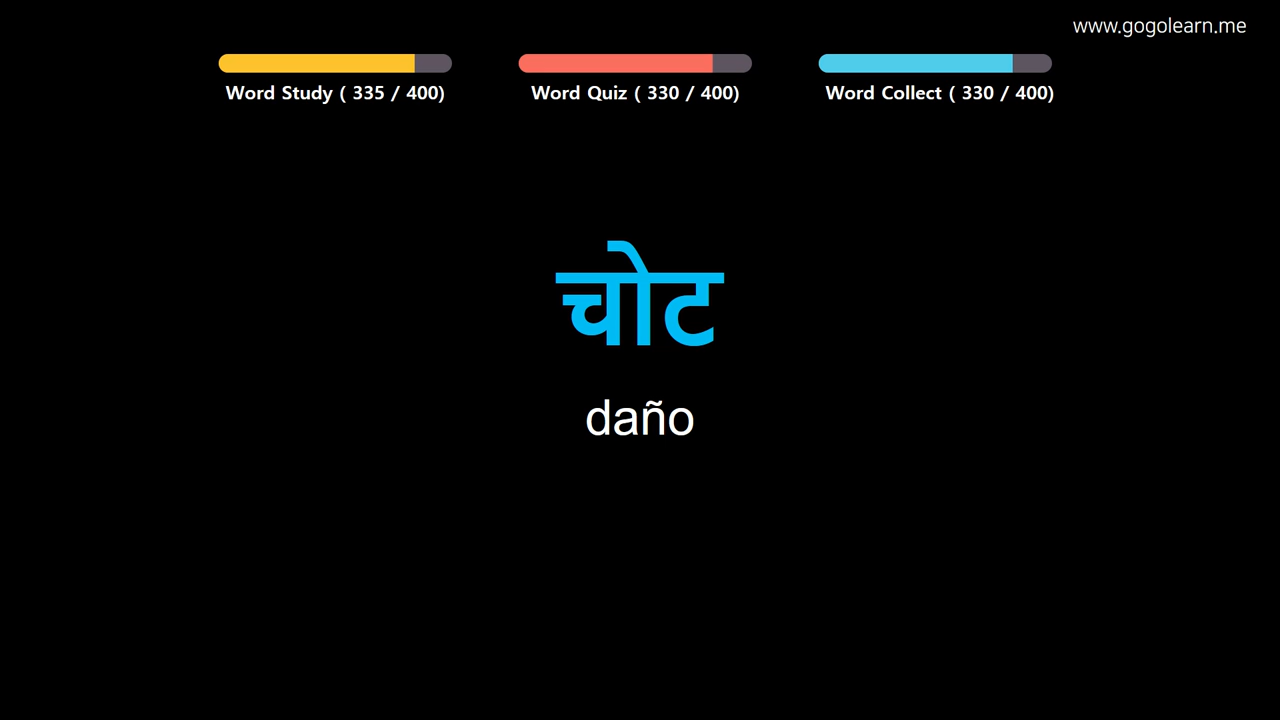 www.gogolearn.me
Word Study ( 335 / 400)
Word Quiz ( 330 / 400)
Word Collect ( 330 / 400)
चोट
daño